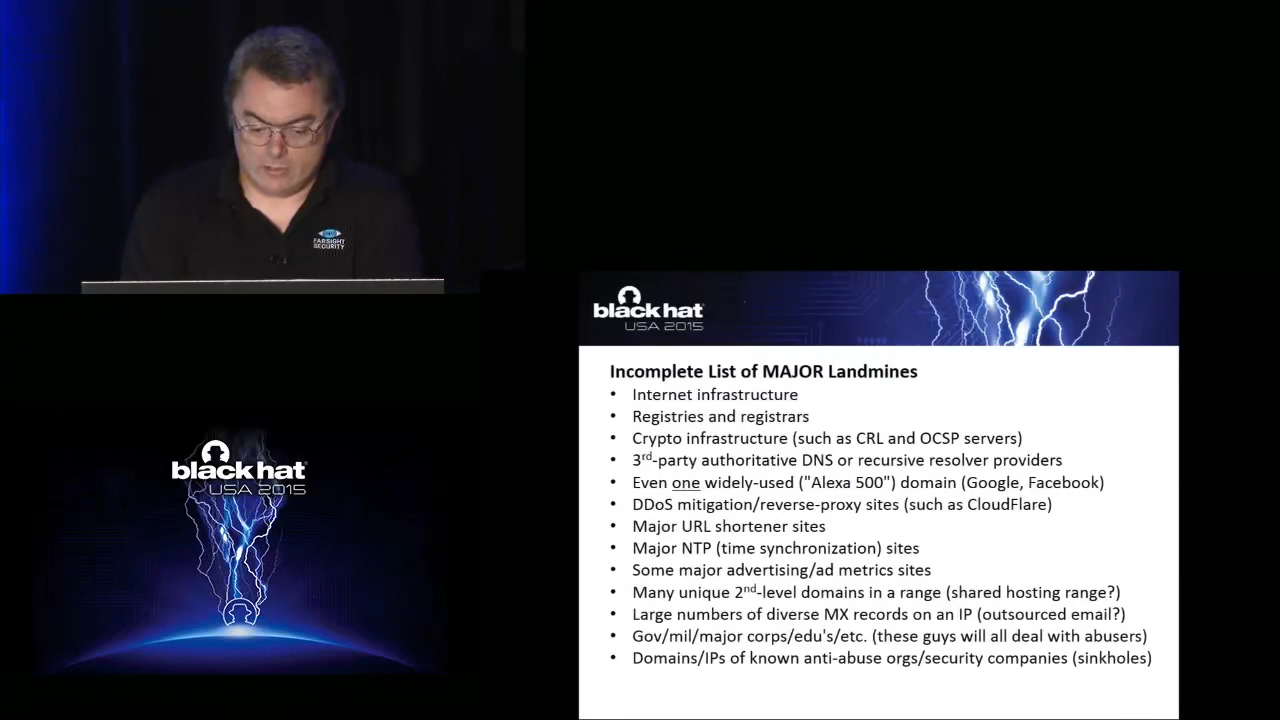 FARSIGHT
SECURITY
black hat
USA 2015
black hat
USA 2015
Incomplete List of MAJOR Landmines
• Internet infrastructure
• Registries and registrars
• Crypto infrastructure (such as CRL and OCSP servers)
• 3rd-party authoritative DNS or recursive resolver providers
• Even one widely-used ("Alexa 500") domain (Google, Facebook)
• DDoS mitigation/reverse-proxy sites (such as CloudFlare)
• Major URL shortener sites
• Major NTP (time synchronization) sites
• Some major advertising/ad metrics sites
• Many unique 2nd-level domains in a range (shared hosting range?)
• Large numbers of diverse MX records on an IP (outsourced email?)
• Gov/mil/major corps/edu's/etc. (these guys will all deal with abusers)
• Domains/IPs of known anti-abuse orgs/security companies (sinkholes)